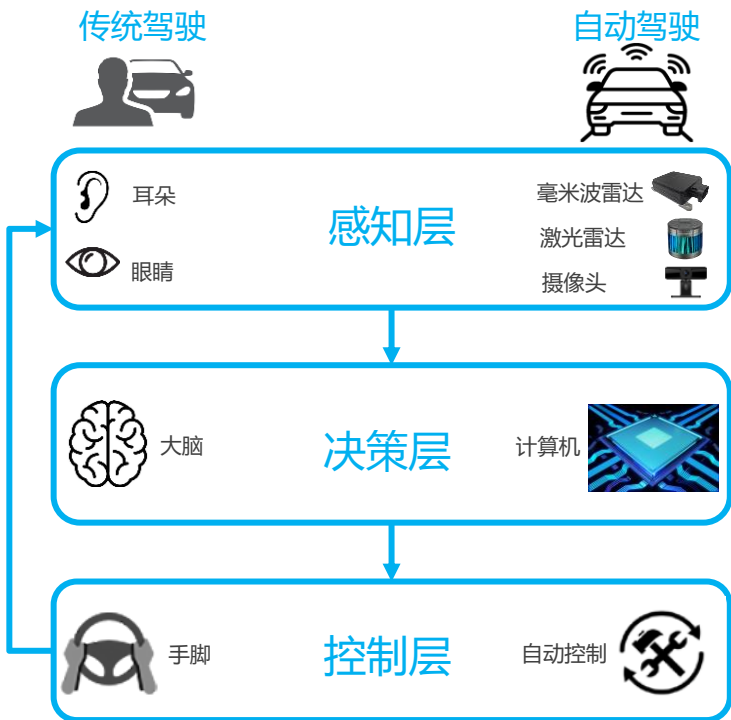 传统驾驶
自动驾驶
耳朵
眼睛
感知层
毫米波雷达
激光雷达
摄像头
大脑
决策层
计算机
手脚
控制层
自动控制